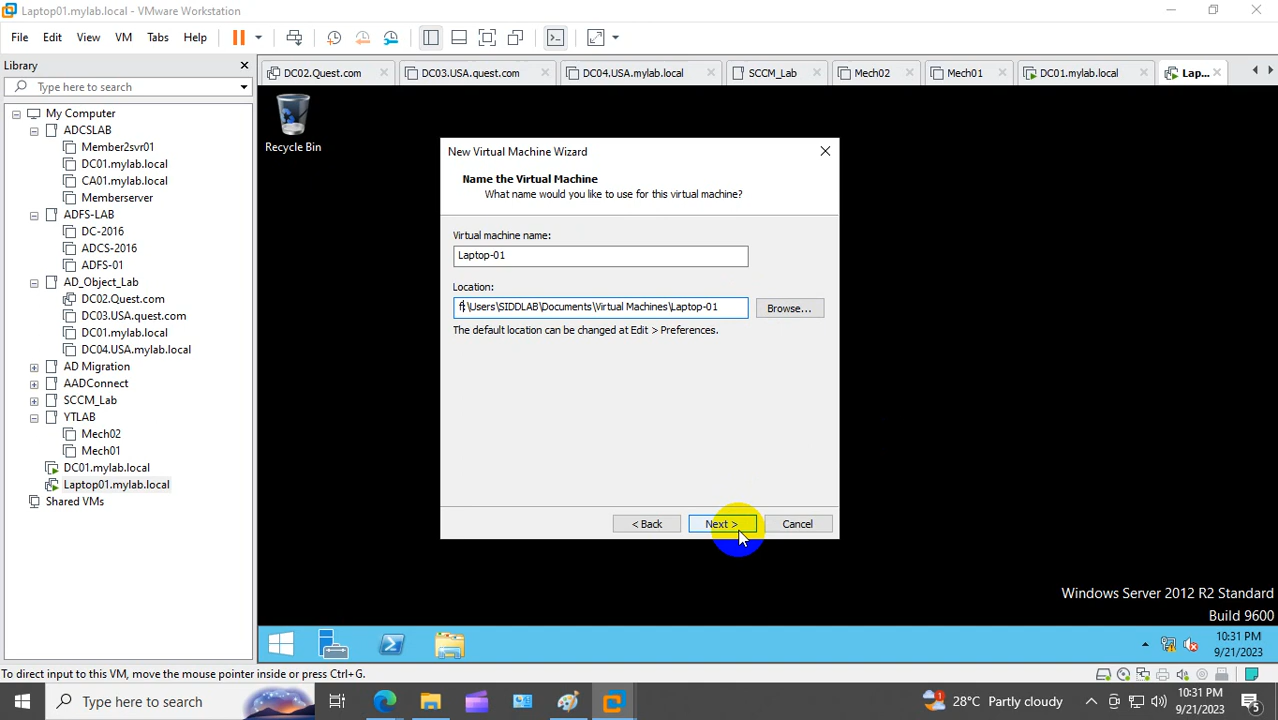 Laptop01.mylab.local - VMware Workstation
File Edit View VM Tabs Help
Library
Type here to search
My Computer
ADCSLAB
Member2svr01
DC01.mylab.local
CA01.mylab.local
Memberserver
ADFS-LAB
DC-2016
ADCS-2016
ADFS-01
AD_Object_Lab
DC02.Quest.com
DC03.USA.quest.com
DC01.mylab.local
DC04.USA.mylab.local
AD Migration
AADConnect
SCCM_Lab
YTLAB
Mech02
Mech01
DC01.mylab.local
Laptop01.mylab.local
Shared VMs
DC02.Quest.com DC03.USA.quest.com DC04.USA.mylab.local SCCM_Lab Mech02 Mech01 DC01.mylab.local Lap...
Recycle Bin
New Virtual Machine Wizard
Name the Virtual Machine
What name would you like to use for this virtual machine?
Virtual machine name:
Laptop-01
Location:
f:\Users\SIDDLAB\Documents\Virtual Machines\Laptop-01
Browse...
The default location can be changed at Edit > Preferences.
< Back Next > Cancel
Windows Server 2012 R2 Standard
Build 9600
10:31 PM
9/21/2023
To direct input to this VM, move the mouse pointer inside or press Ctrl+G.
Type here to search
28°C Partly cloudy
10:31 PM
9/21/2023
5
1